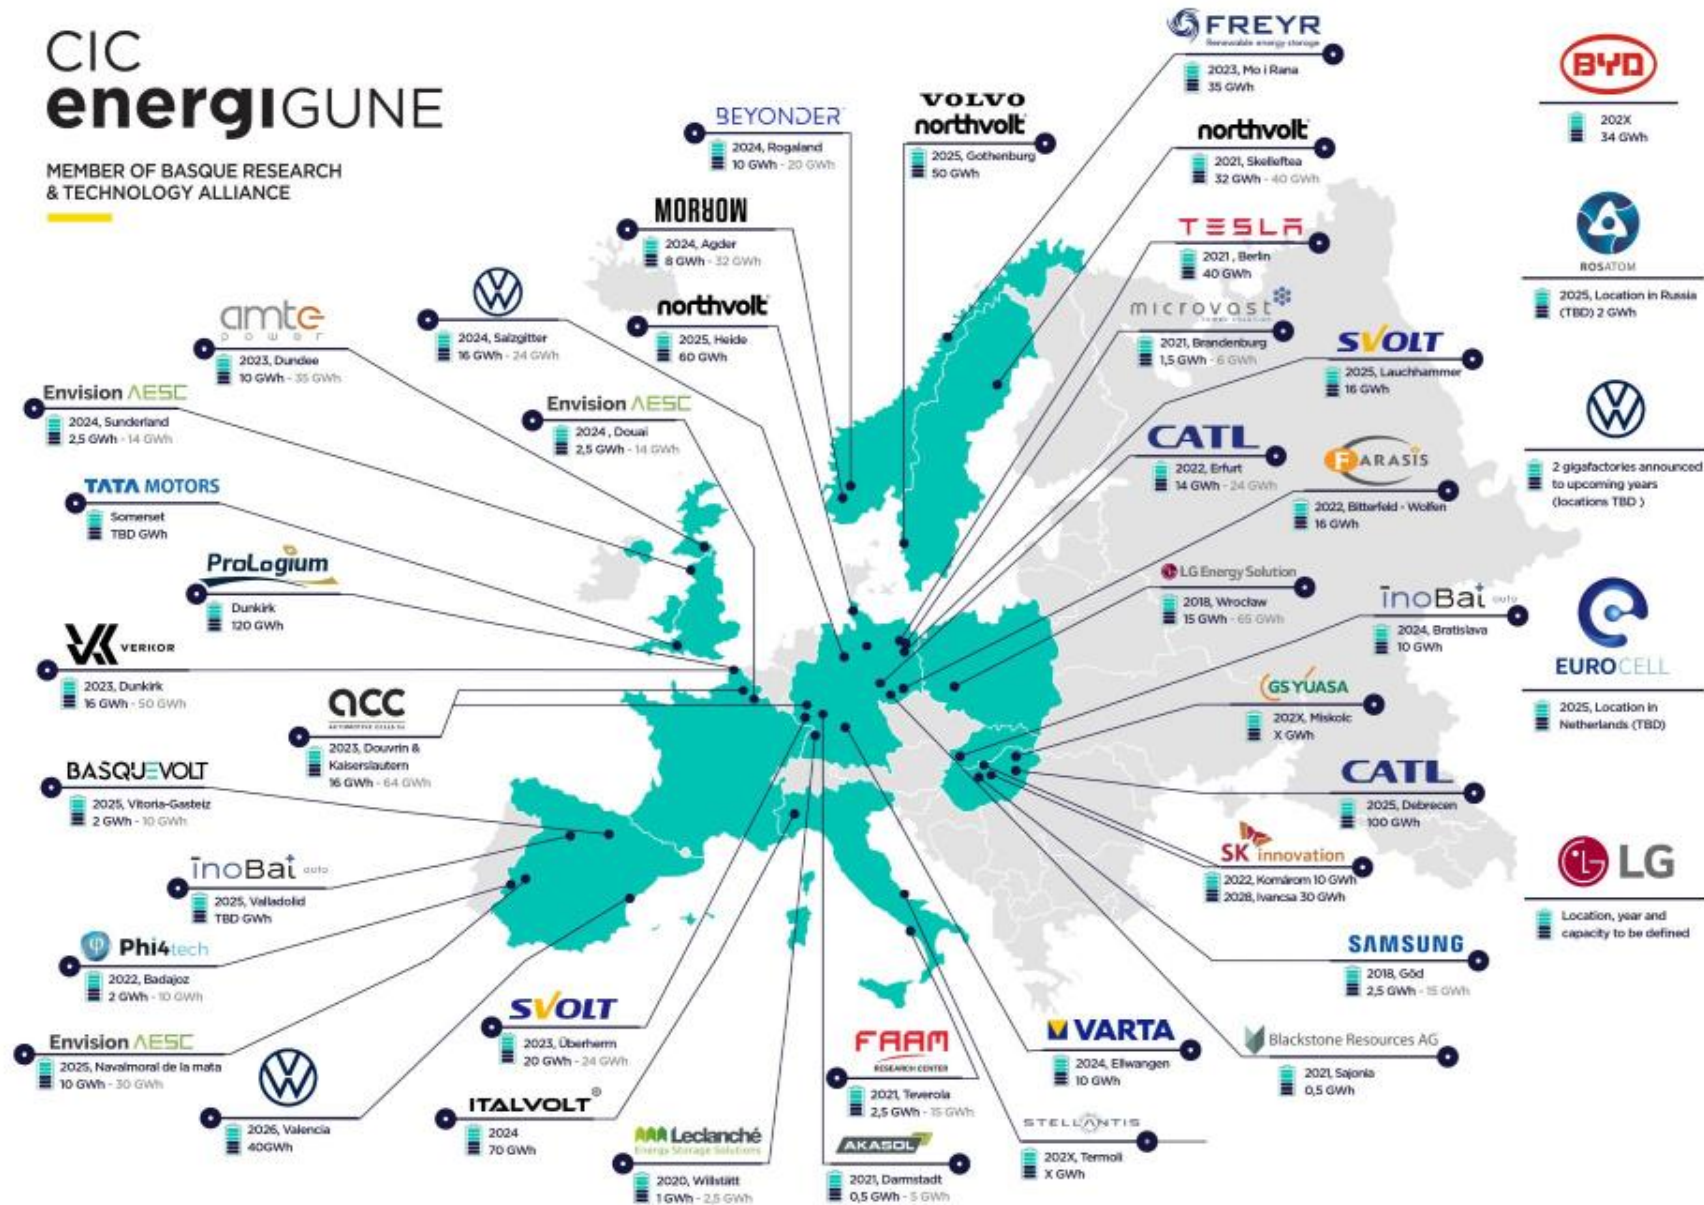 CIC
energiGUNE
MEMBER OF BASQUE RESEARCH
& TECHNOLOGY ALLIANCE
FREYR
Renewable energy storage
2023, Mo i Rana
35 GWh
BYD
202X
34 GWh
VOLVO
northvolt
2025, Gothenburg
50 GWh
BEYONDER
2024, Rogaland
10 GWh - 20 GWh
northvolt
2021, Skelleftea
32 GWh - 40 GWh
MORROW
2024, Agder
8 GWh - 32 GWh
TESLA
2021 , Berlin
40 GWh
ROSATOM
2025, Location in Russia
(TBD) 2 GWh
2024, Salzgitter
16 GWh - 24 GWh
northvolt
2025, Heide
60 GWh
microvast
2021, Brandenburg
1,5 GWh - 6 GWh
SVOLT
2025, Lauchhammer
16 GWh
amte
power
2023, Dundee
10 GWh - 35 GWh
Envision AESC
2024, Sunderland
2,5 GWh - 14 GWh
Envision AESC
2024 , Douai
2,5 GWh - 14 GWh
CATL
2022, Erfurt
14 GWh - 24 GWh
FARASIS
2022, Bitterfeld - Wolfen
16 GWh
2 gigafactories announced
to upcoming years
(locations TBD )
TATA MOTORS
Somerset
TBD GWh
ProLogium
Dunkirk
120 GWh
LG Energy Solution
2018, Wrocław
15 GWh - 65 GWh
inoBat auto
2024, Bratislava
10 GWh
EUROCELL
2025, Location in
Netherlands (TBD)
VERKOR
2023, Dunkirk
16 GWh - 50 GWh
acc
AUTOMOTIVE CELLS Co
2023, Douvrin &
Kaiserslautern
16 GWh - 64 GWh
GS YUASA
202X, Miskolc
X GWh
BASQUEVOLT
2025, Vitoria-Gasteiz
2 GWh - 10 GWh
CATL
2025, Debrecen
100 GWh
inoBat auto
2025, Valladolid
TBD GWh
SK innovation
2022, Komárom 10 GWh
2028, Ivancsa 30 GWh
LG
Location, year and
capacity to be defined
Phi4tech
2022, Badajoz
2 GWh - 10 GWh
SAMSUNG
2018, Göd
2,5 GWh - 15 GWh
Envision AESC
2025, Navalmoral de la mata
10 GWh - 30 GWh
SVOLT
2023, Überherrn
20 GWh - 24 GWh
FAAM
RESEARCH CENTER
2021, Teverola
2,5 GWh - 15 GWh
VARTA
2024, Ellwangen
10 GWh
Blackstone Resources AG
2021, Sajonia
0,5 GWh
2026, Valencia
40GWh
ITALVOLT
2024
70 GWh
Leclanché
Energy Storage Solutions
2020, Willstätt
1 GWh - 2,5 GWh
AKASOL
2021, Darmstadt
0,5 GWh - 5 GWh
STELLANTIS
202X, Termoli
X GWh